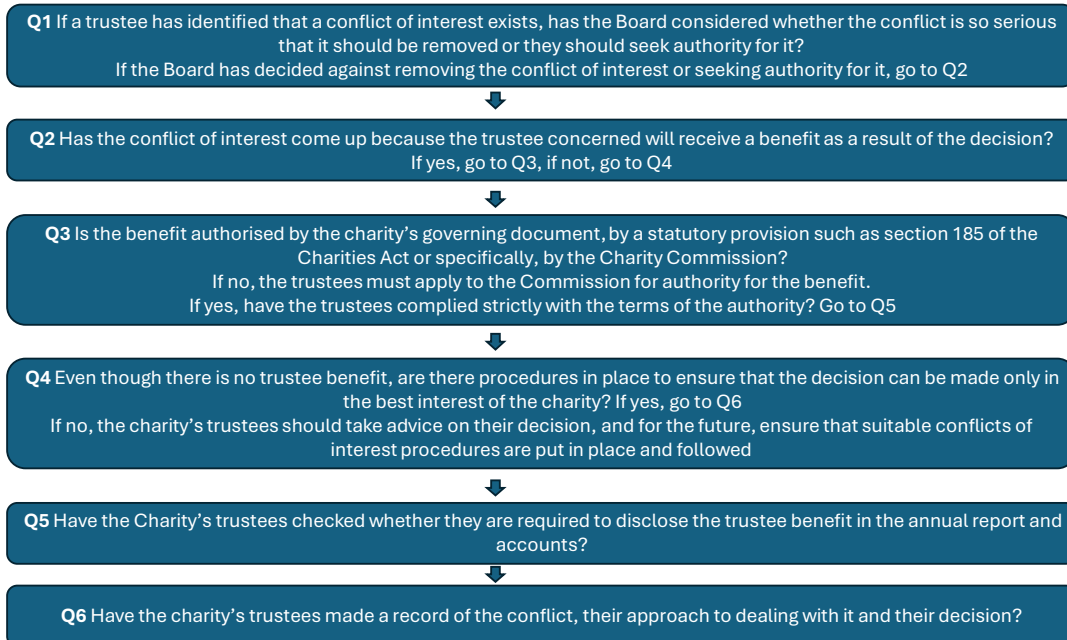 Q1 If a trustee has identified that a conflict of interest exists, has the Board considered whether the conflict is so serious
that it should be removed or they should seek authority for it?
If the Board has decided against removing the conflict of interest or seeking authority for it, go to Q2
Q2 Has the conflict of interest come up because the trustee concerned will receive a benefit as a result of the decision?
If yes, go to Q3, if not, go to Q4
Q3 Is the benefit authorised by the charity’s governing document, by a statutory provision such as section 185 of the
Charities Act or specifically, by the Charity Commission?
If no, the trustees must apply to the Commission for authority for the benefit.
If yes, have the trustees complied strictly with the terms of the authority? Go to Q5
Q4 Even though there is no trustee benefit, are there procedures in place to ensure that the decision can be made only in
the best interest of the charity? If yes, go to Q6
If no, the charity’s trustees should take advice on their decision, and for the future, ensure that suitable conflicts of
interest procedures are put in place and followed
Q5 Have the Charity’s trustees checked whether they are required to disclose the trustee benefit in the annual report and
accounts?
Q6 Have the charity’s trustees made a record of the conflict, their approach to dealing with it and their decision?